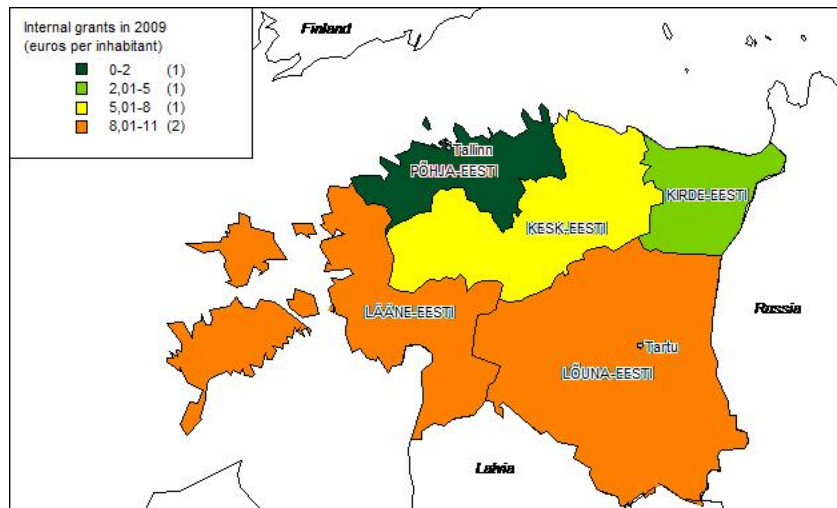 Internal grants in 2009
(euros per inhabitant)
0-2 (1)
2,01-5 (1)
5,01-8 (1)
8,01-11 (2)
Finland
Tallinn
PÕHJA-EESTI
KIRDE-EESTI
KESK-EESTI
LÄÄNE-EESTI
Russia
Tartu
LÕUNA-EESTI
Latvia